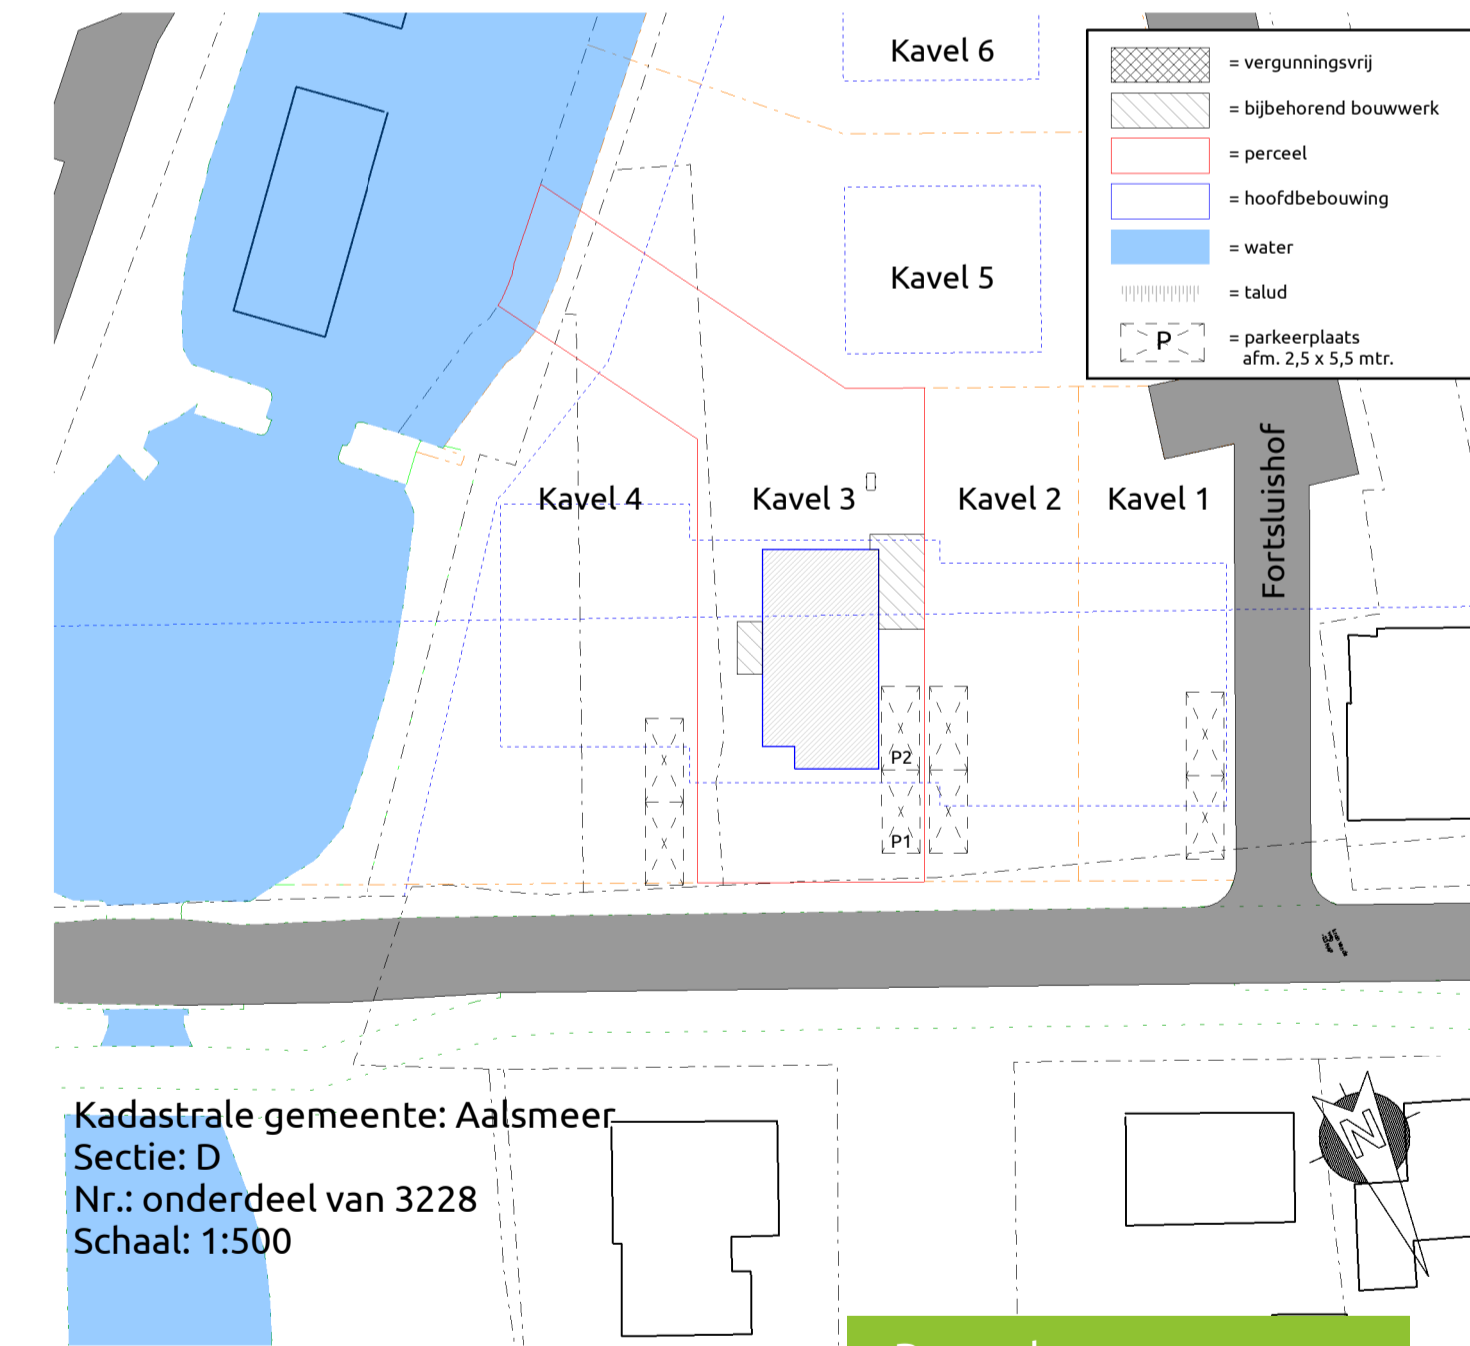 Kavel 6
= vergunningsvrij
= bijbehorend bouwwerk
= perceel
= hoofdbebouwing
= water
= talud
P
= parkeerplaats
afm. 2,5 x 5,5 mtr.
Kavel 5
Kavel 4
Kavel 3
Kavel 2
Kavel 1
Fortsluishof
P2
P1
Kadastrale gemeente: Aalsmeer
Sectie: D
Nr.: onderdeel van 3228
Schaal: 1:500
N